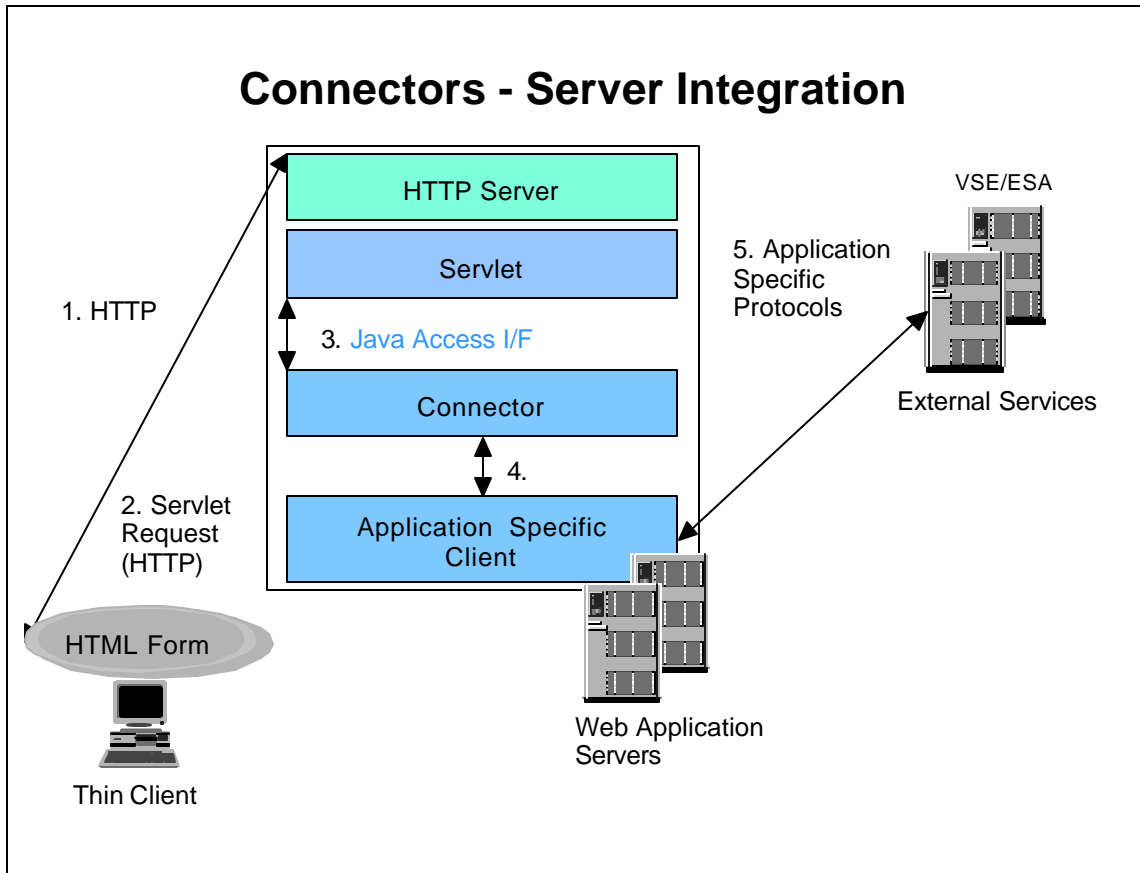 Connectors - Server Integration
HTTP Server
VSE/ESA
Servlet
5. Application
Specific
Protocols
1. HTTP
3. Java Access I/F
Connector
External Services
4.
2. Servlet
Request
(HTTP)
Application Specific
Client
HTML Form
Web Application
Servers
Thin Client